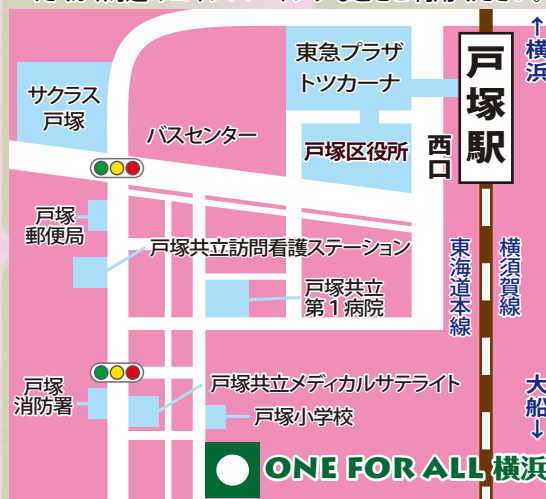 東急プラザ
トツカーナ
戸塚駅
↑横浜
サクラス
戸塚
バスセンター
戸塚区役所
西口
戸塚
郵便局
戸塚共立訪問看護ステーション
東海道本線
横須賀線
戸塚共立
第1病院
戸塚
消防署
戸塚共立メディカルサテライト
戸塚小学校
大船↓
ONE FOR ALL 横浜